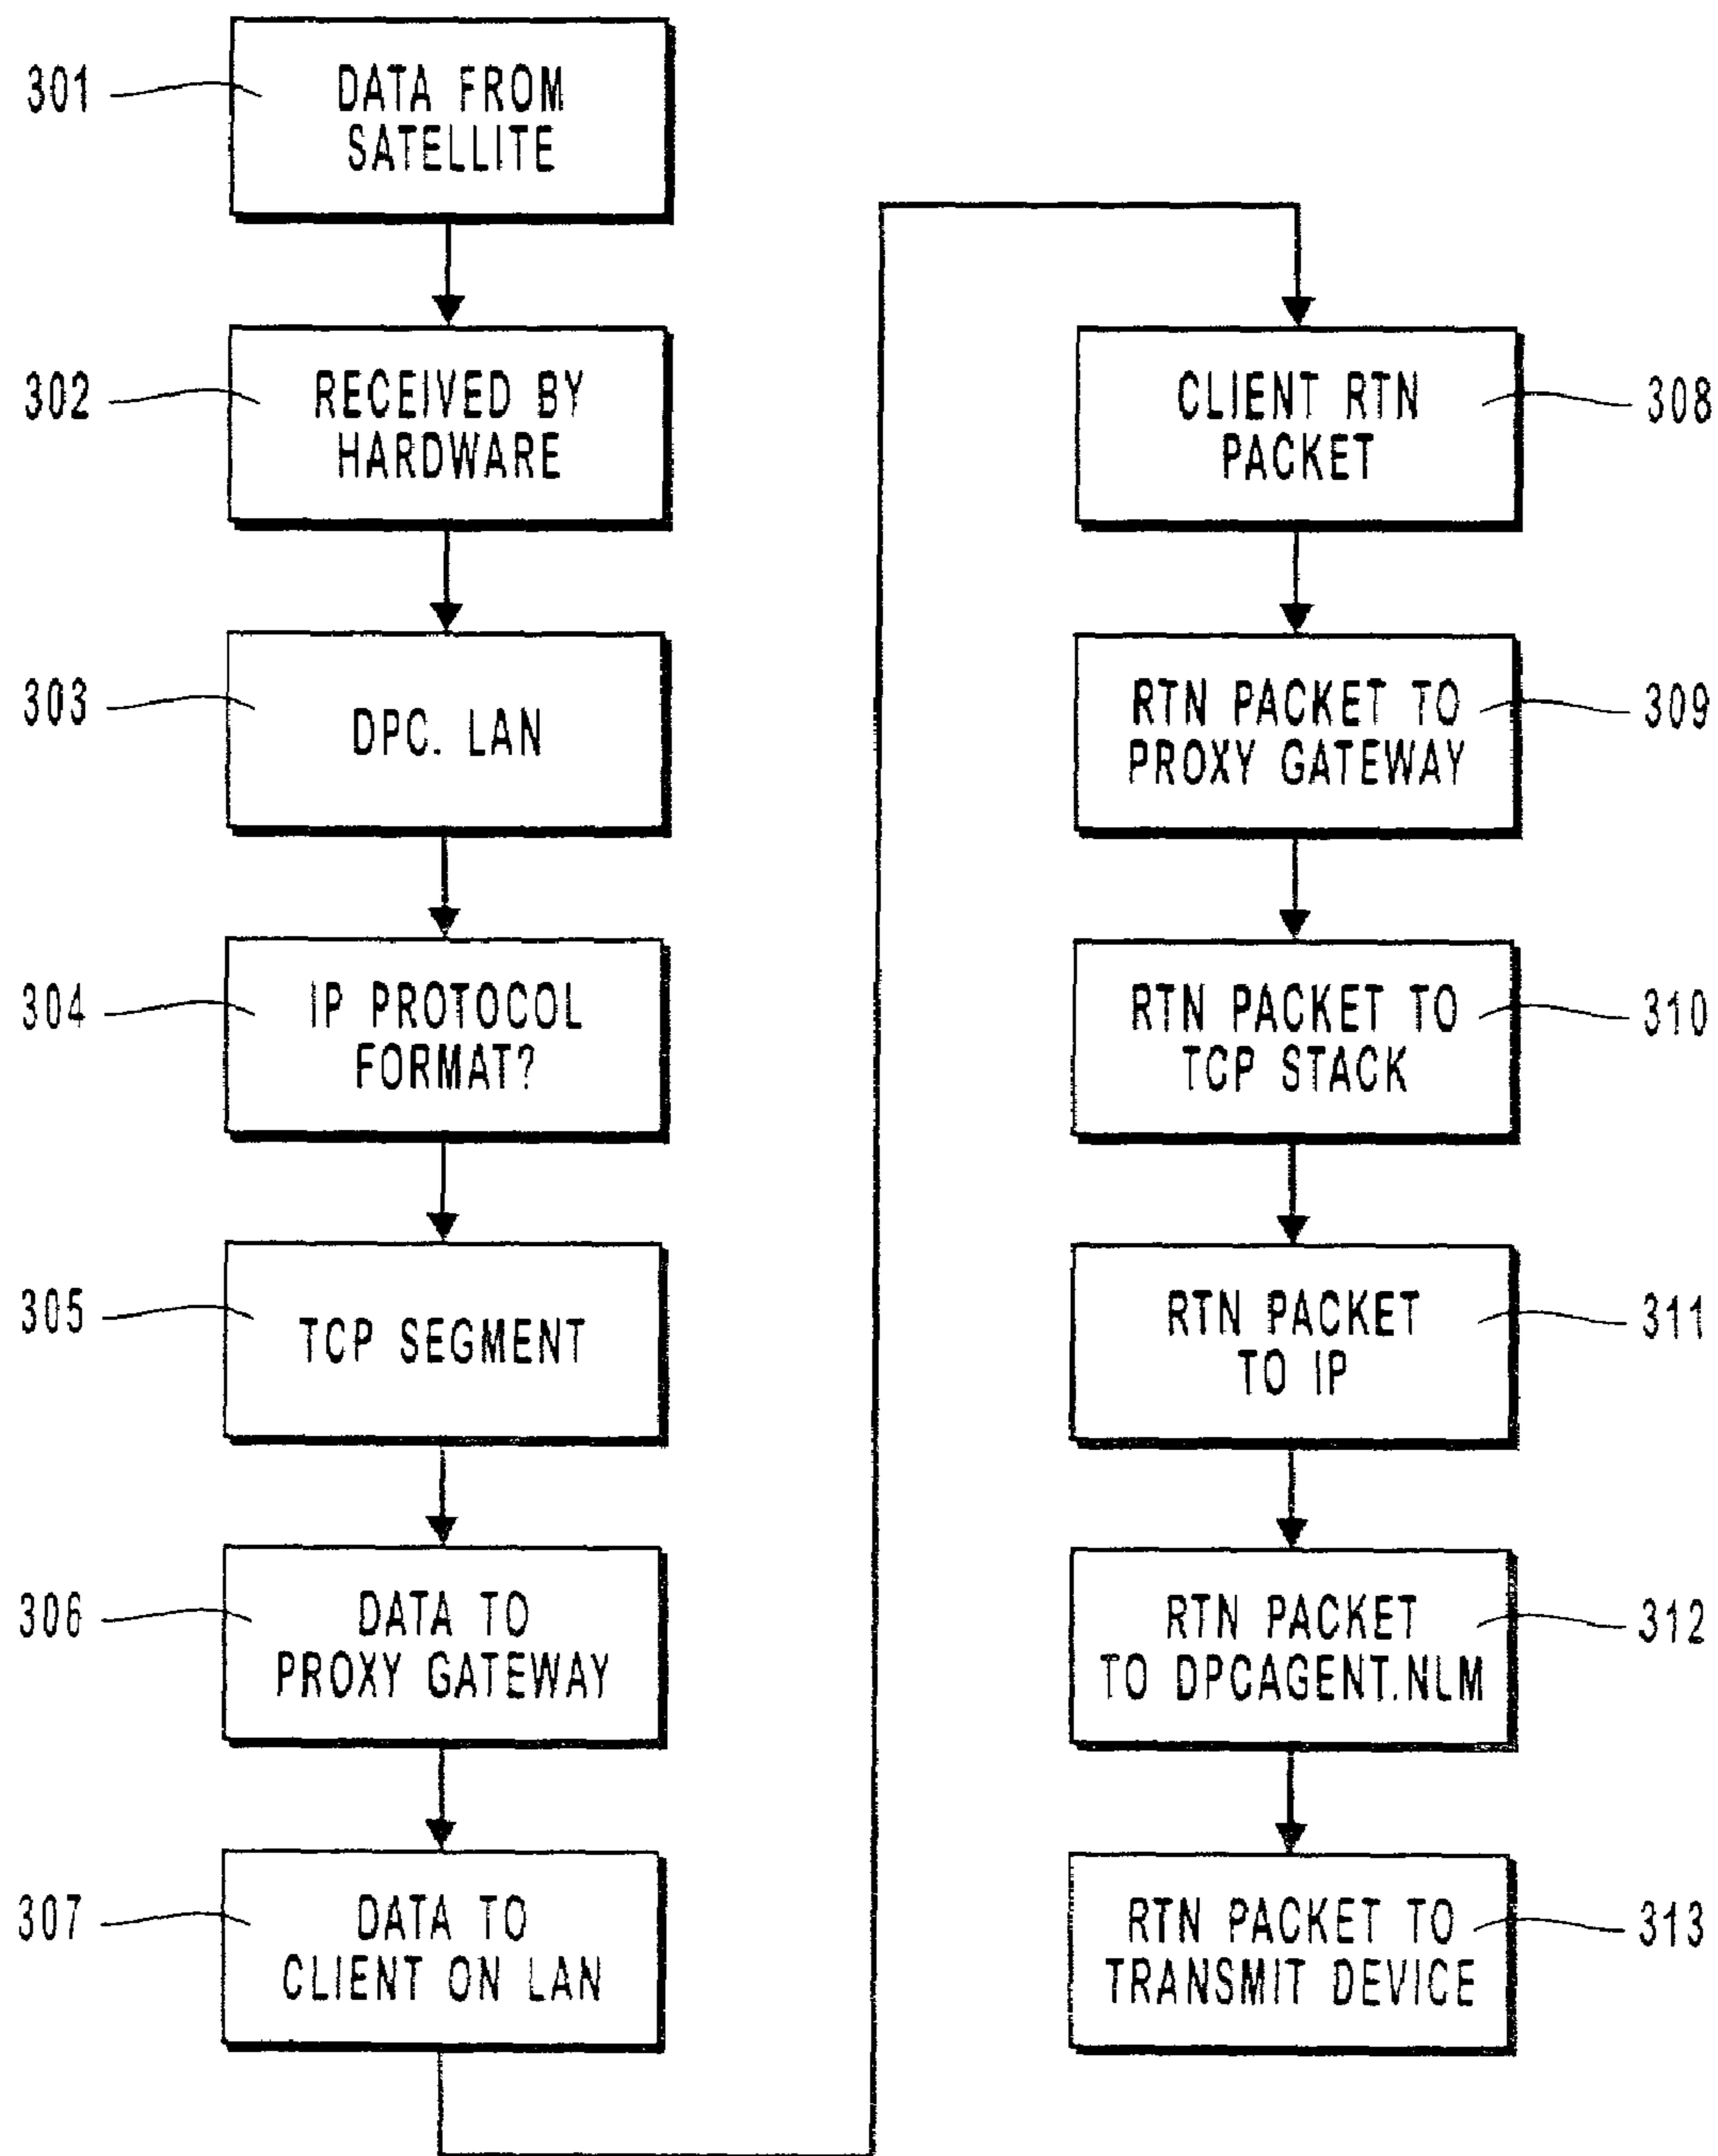 301
DATA FROM
SATELLITE
302
RECEIVED BY
HARDWARE
303
DPC. LAN
304
IP PROTOCOL
FORMAT?
305
TCP SEGMENT
306
DATA TO
PROXY GATEWAY
307
DATA TO
CLIENT ON LAN
CLIENT RTN
PACKET
308
RTN PACKET TO
PROXY GATEWAY
309
RTN PACKET TO
TCP STACK
310
RTN PACKET
TO IP
311
RTN PACKET
TO DPCAGENT.NLM
312
RTN PACKET TO
TRANSMIT DEVICE
313